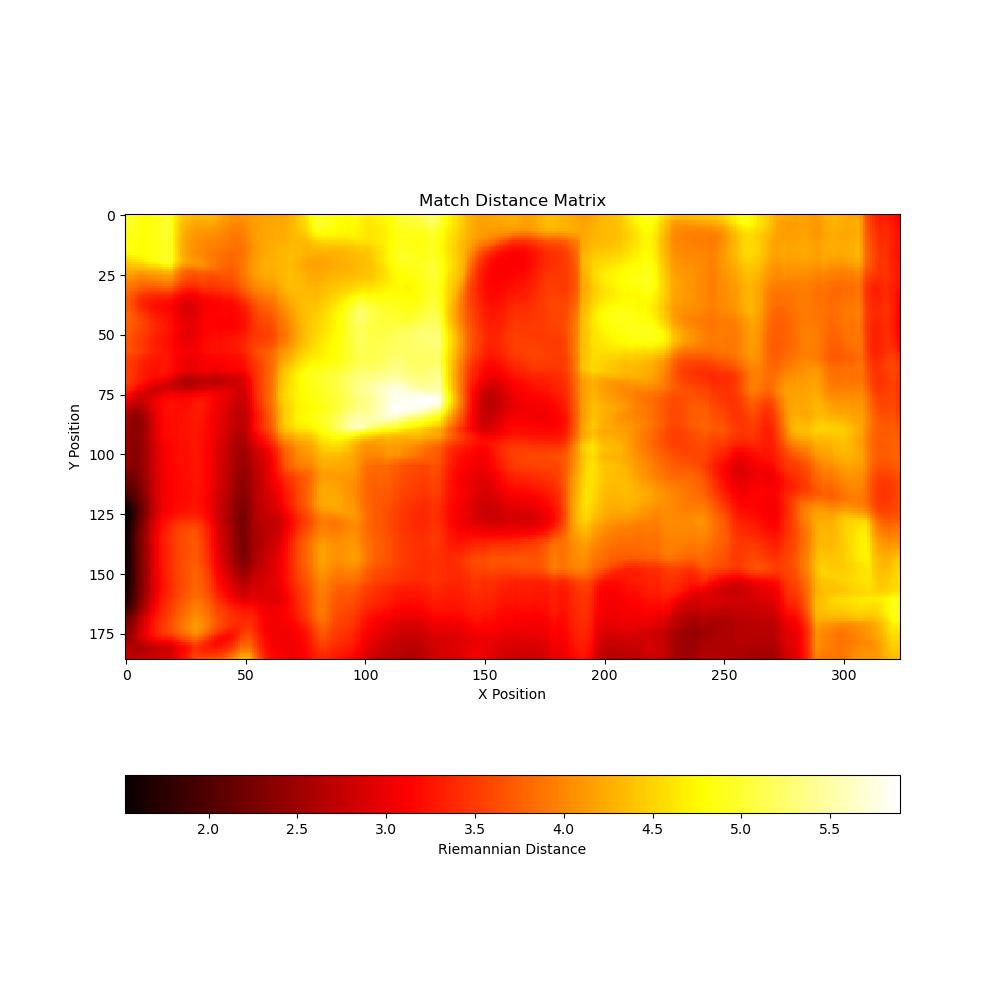 Match Distance Matrix
0
25
50
75
100
125
150
175
Y Position
0 50 100 150 200 250 300
X Position
2.0 2.5 3.0 3.5 4.0 4.5 5.0 5.5
Riemannian Distance